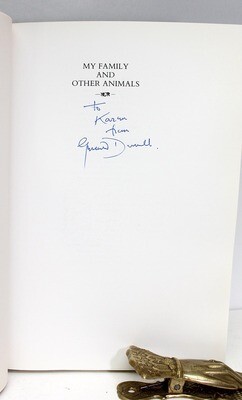 MY FAMILY
AND
OTHER ANIMALS
To
Karen
from
Gerald Durrell.